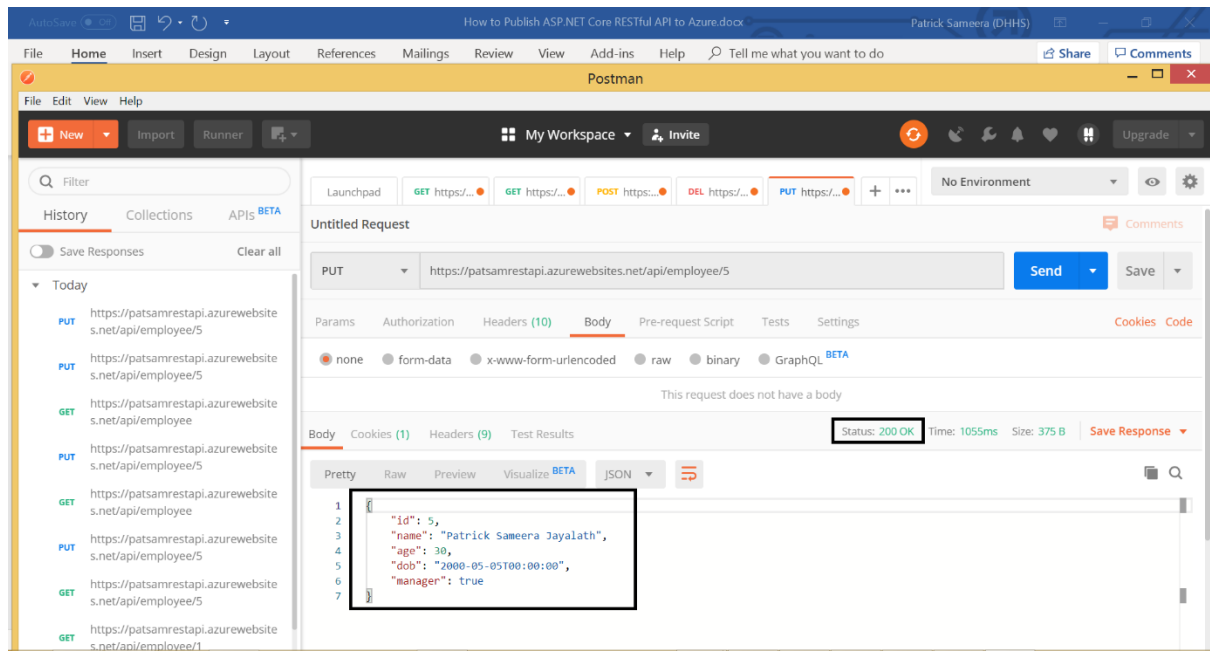 AutoSave Off How to Publish ASP.NET Core RESTful API to Azure.docx Patrick Sameera (DHHS)
File Home Insert Design Layout References Mailings Review View Add-ins Help Tell me what you want to do Share Comments
Postman
File Edit View Help
New Import Runner My Workspace Invite Upgrade
Filter
History Collections APIs BETA
Save Responses Clear all
Today
PUT https://patsamrestapi.azurewebsite
s.net/api/employee/5
PUT https://patsamrestapi.azurewebsite
s.net/api/employee/5
GET https://patsamrestapi.azurewebsite
s.net/api/employee
PUT https://patsamrestapi.azurewebsite
s.net/api/employee/5
GET https://patsamrestapi.azurewebsite
s.net/api/employee
PUT https://patsamrestapi.azurewebsite
s.net/api/employee/5
GET https://patsamrestapi.azurewebsite
s.net/api/employee/5
GET https://patsamrestapi.azurewebsite
s.net/api/employee/1
Launchpad GET https:/... GET https:/... POST https:... DEL https:/... PUT https:/... No Environment
Untitled Request Comments
PUT https://patsamrestapi.azurewebsites.net/api/employee/5 Send Save
Params Authorization Headers (10) Body Pre-request Script Tests Settings Cookies Code
none form-data x-www-form-urlencoded raw binary GraphQL BETA
This request does not have a body
Body Cookies (1) Headers (9) Test Results Status: 200 OK Time: 1055ms Size: 375 B Save Response
Pretty Raw Preview Visualize BETA JSON
1 {
2 "id": 5,
3 "name": "Patrick Sameera Jayalath",
4 "age": 30,
5 "dob": "2000-05-05T00:00:00",
6 "manager": true
7 }